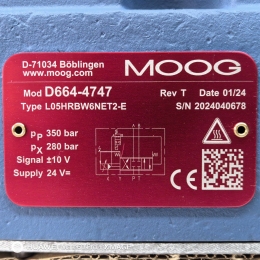 D-71034 Böblingen
www.moog.com
MOOG
Mod D664-4747 Rev T Date 01/24
Type L05HRBW6NET2-E S/N 2024040678
pP 350 bar
pX 280 bar
Signal ±10 V
Supply 24 V=